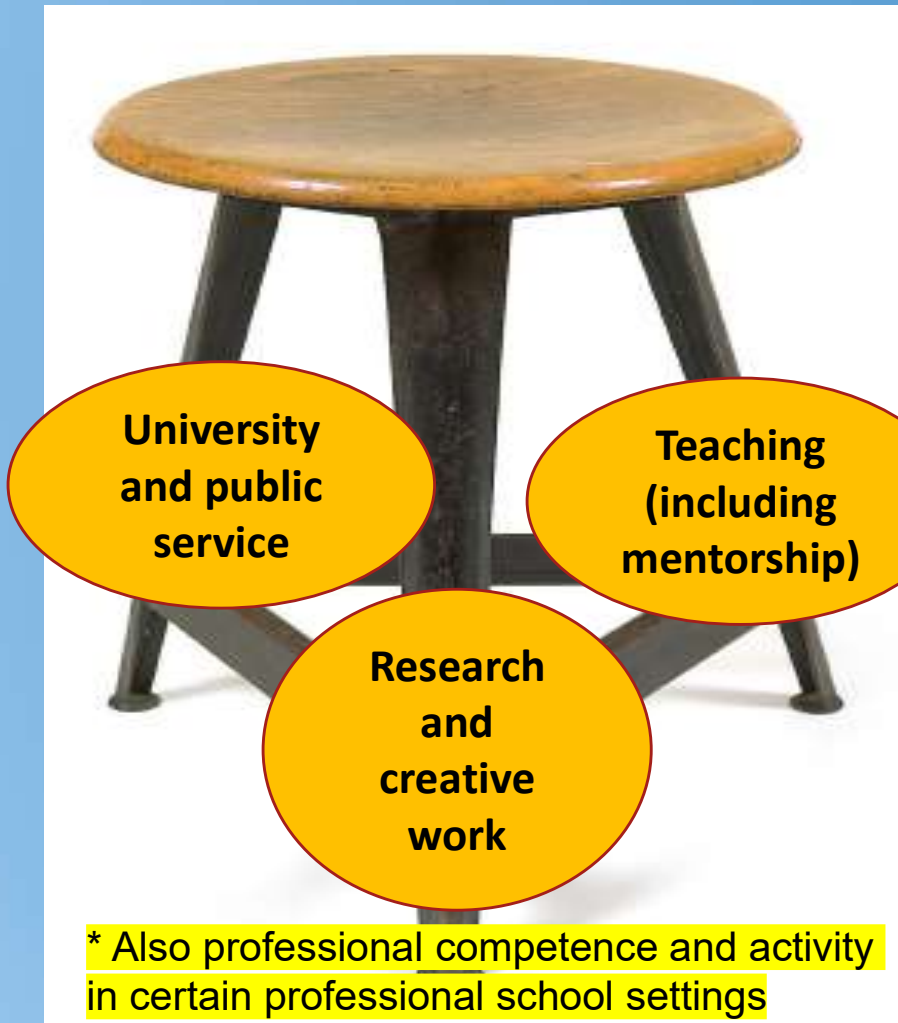 University
and public
service
Teaching
(including
mentorship)
Research
and
creative
work
* Also professional competence and activity
in certain professional school settings